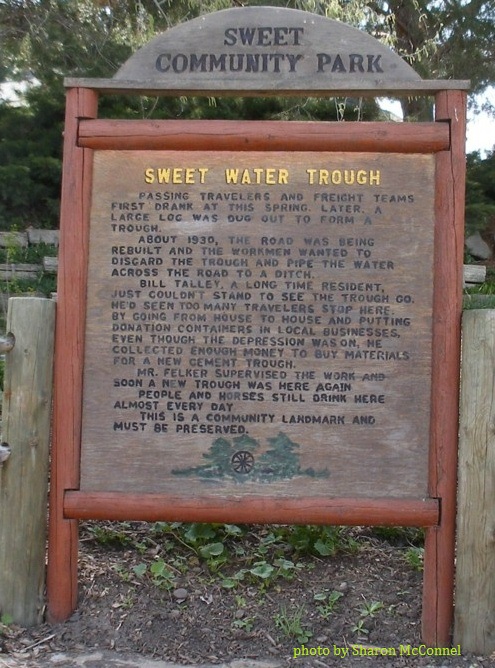 SWEET
COMMUNITY PARK
SWEET WATER TROUGH
PASSING TRAVELERS AND FREIGHT TEAMS
FIRST DRANK AT THIS SPRING. LATER, A
LARGE LOG WAS DUG OUT TO FORM A
TROUGH.
ABOUT 1930, THE ROAD WAS BEING
REBUILT AND THE WORKMEN WANTED TO
DISCARD THE TROUGH AND PIPE THE WATER
ACROSS THE ROAD TO A DITCH.
BILL TALLEY, A LONG TIME RESIDENT,
JUST COULDN'T STAND TO SEE THE TROUGH GO.
HE'D SEEN TOO MANY TRAVELERS STOP HERE.
BY GOING FROM HOUSE TO HOUSE AND PUTTING
DONATION CONTAINERS IN LOCAL BUSINESSES,
EVEN THOUGH THE DEPRESSION WAS ON, HE
COLLECTED ENOUGH MONEY TO BUY MATERIALS
FOR A NEW CEMENT TROUGH.
MR. FELKER SUPERVISED THE WORK AND
SOON A NEW TROUGH WAS HERE AGAIN
PEOPLE AND HORSES STILL DRINK HERE
ALMOST EVERY DAY
THIS IS A COMMUNITY LANDMARK AND
MUST BE PRESERVED.
photo by Sharon McConnel